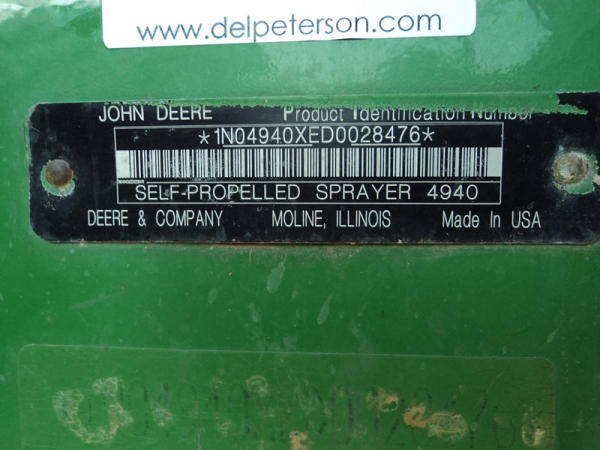 www.delpeterson.com
JOHN DEERE Product Identification Number
*1N04940XED0028476*
SELF-PROPELLED SPRAYER 4940
DEERE & COMPANY MOLINE, ILLINOIS Made In USA